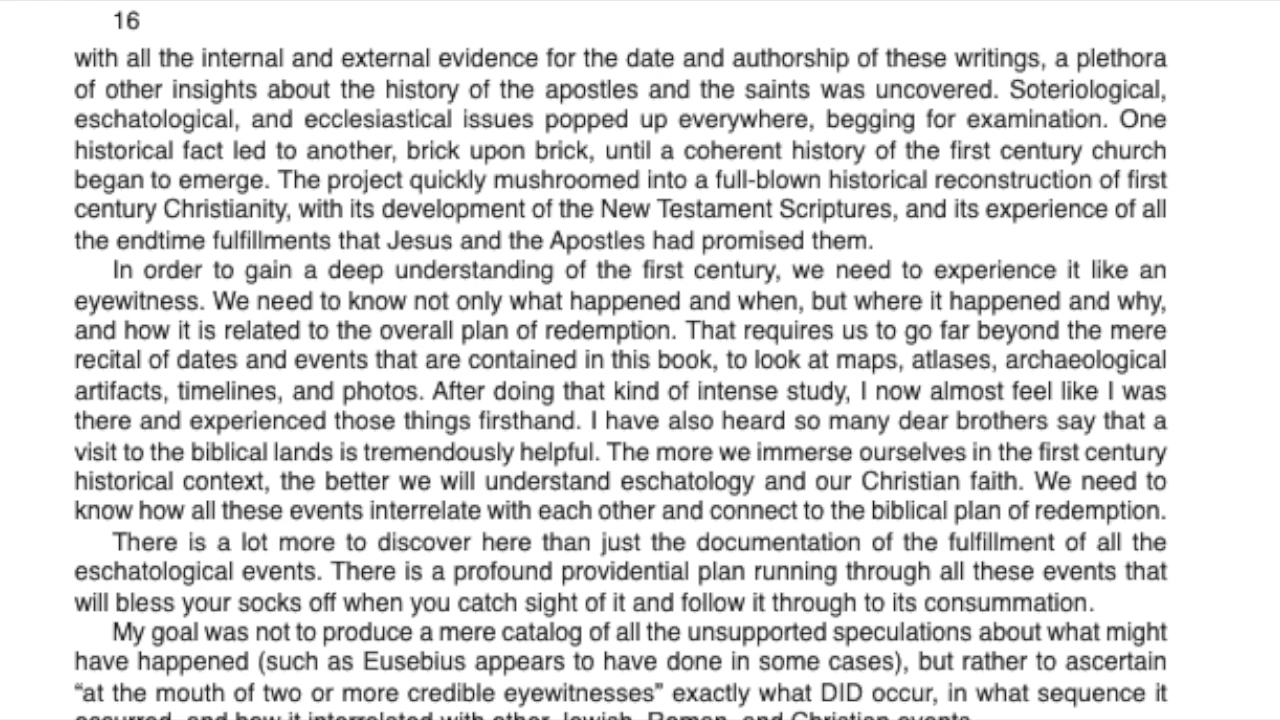 16
with all the internal and external evidence for the date and authorship of these writings, a plethora
of other insights about the history of the apostles and the saints was uncovered. Soteriological,
eschatological, and ecclesiastical issues popped up everywhere, begging for examination. One
historical fact led to another, brick upon brick, until a coherent history of the first century church
began to emerge. The project quickly mushroomed into a full-blown historical reconstruction of first
century Christianity, with its development of the New Testament Scriptures, and its experience of all
the endtime fulfillments that Jesus and the Apostles had promised them.
In order to gain a deep understanding of the first century, we need to experience it like an
eyewitness. We need to know not only what happened and when, but where it happened and why,
and how it is related to the overall plan of redemption. That requires us to go far beyond the mere
recital of dates and events that are contained in this book, to look at maps, atlases, archaeological
artifacts, timelines, and photos. After doing that kind of intense study, I now almost feel like I was
there and experienced those things firsthand. I have also heard so many dear brothers say that a
visit to the biblical lands is tremendously helpful. The more we immerse ourselves in the first century
historical context, the better we will understand eschatology and our Christian faith. We need to
know how all these events interrelate with each other and connect to the biblical plan of redemption.
There is a lot more to discover here than just the documentation of the fulfillment of all the
eschatological events. There is a profound providential plan running through all these events that
will bless your socks off when you catch sight of it and follow it through to its consummation.
My goal was not to produce a mere catalog of all the unsupported speculations about what might
have happened (such as Eusebius appears to have done in some cases), but rather to ascertain
“at the mouth of two or more credible eyewitnesses” exactly what DID occur, in what sequence it
occurred, and how it interrelated with other Jewish, Roman, and Christian events.